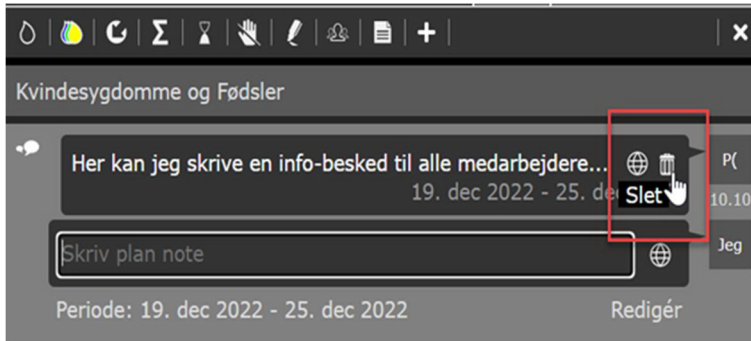 Kvindesygdomme og Fødsler
Her kan jeg skrive en info-besked til alle medarbejdere...
19. dec 2022 - 25. de
Slet
P(
10.10
Skriv plan note
Jeg
Periode: 19. dec 2022 - 25. dec 2022
Redigér